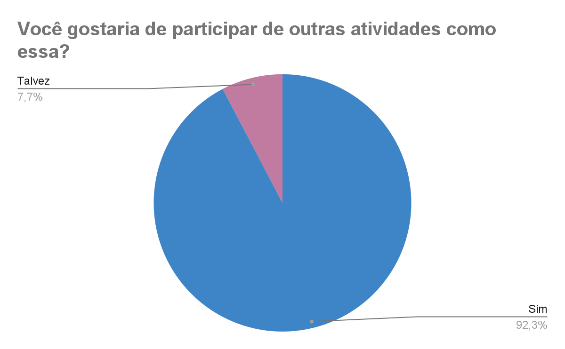 Você gostaria de participar de outras atividades como
essa?
Talvez
7,7%
Sim
92,3%